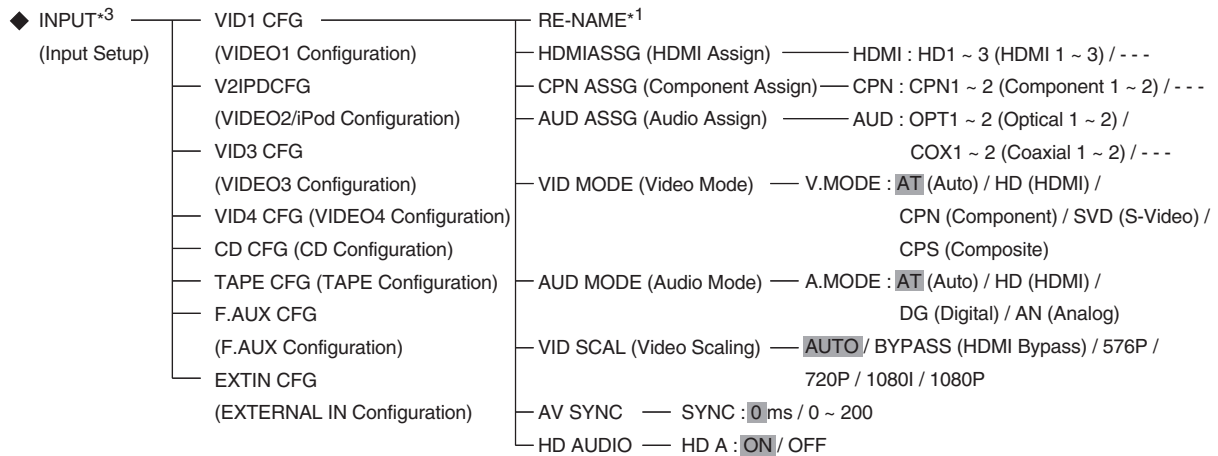 ◆ INPUT*3 VID1 CFG RE-NAME*1
(Input Setup) (VIDEO1 Configuration) HDMIASSG (HDMI Assign) HDMI : HD1 ~ 3 (HDMI 1 ~ 3) / - - -
V2IPDCFG CPN ASSG (Component Assign) CPN : CPN1 ~ 2 (Component 1 ~ 2) / - - -
(VIDEO2/iPod Configuration) AUD ASSG (Audio Assign) AUD : OPT1 ~ 2 (Optical 1 ~ 2) /
VID3 CFG COX1 ~ 2 (Coaxial 1 ~ 2) / - - -
(VIDEO3 Configuration) VID MODE (Video Mode) V.MODE : AT (Auto) / HD (HDMI) /
VID4 CFG (VIDEO4 Configuration) CPN (Component) / SVD (S-Video) /
CD CFG (CD Configuration) CPS (Composite)
TAPE CFG (TAPE Configuration) AUD MODE (Audio Mode) A.MODE : AT (Auto) / HD (HDMI) /
F.AUX CFG DG (Digital) / AN (Analog)
(F.AUX Configuration) VID SCAL (Video Scaling) AUTO / BYPASS (HDMI Bypass) / 576P /
EXTIN CFG 720P / 1080I / 1080P
(EXTERNAL IN Configuration) AV SYNC SYNC : 0 ms / 0 ~ 200
HD AUDIO HD A : ON / OFF